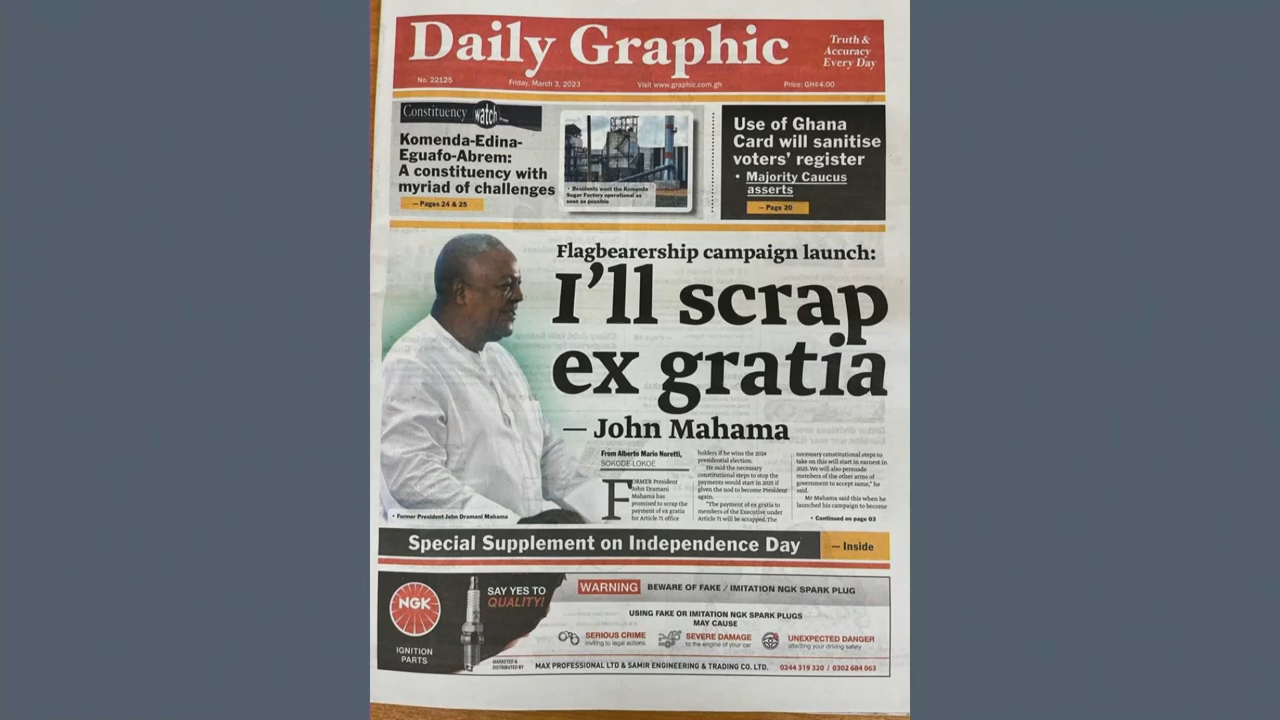 Daily Graphic
Truth &
Accuracy
Every Day
No. 22125
Friday, March 3, 2023
Visit www.graphic.com.gh
Price: GH¢4.00
Constituency watch
Komenda-Edina-
Eguafo-Abrem:
A constituency with
myriad of challenges
— Pages 24 & 25
• Residents want the Komenda
Sugar Factory operational as
soon as possible
Use of Ghana
Card will sanitise
voters' register
• Majority Caucus
asserts
— Page 20
Flagbearership campaign launch:
I'll scrap
ex gratia
— John Mahama
From Alberto Mario Noretti,
SOKODE-LOKOE
FORMER President
John Dramani
Mahama has
promised to scrap the
payment of ex gratia
for Article 71 office
holders if he wins the 2024
presidential election.
He said the necessary
constitutional steps to stop the
payments would start in 2025 if
given the nod to become President
again.
"The payment of ex gratia to
members of the Executive under
Article 71 will be scrapped. The
necessary constitutional steps to
take on this will start in earnest in
2025. We will also persuade
members of the other arms of
government to accept same," he
said.
Mr Mahama said this when he
launched his campaign to become
• Continued on page 03
• Former President John Dramani Mahama
Special Supplement on Independence Day
— Inside
NGK
IGNITION
PARTS
SAY YES TO
QUALITY!
WARNING BEWARE OF FAKE / IMITATION NGK SPARK PLUG
USING FAKE OR IMITATION NGK SPARK PLUGS
MAY CAUSE
SERIOUS CRIME
inviting to legal actions
SEVERE DAMAGE
to the engine of your car
UNEXPECTED DANGER
affecting your driving safety
MARKETED &
DISTRIBUTED BY
MAX PROFESSIONAL LTD & SAMIR ENGINEERING & TRADING CO. LTD.
0244 319 320 / 0302 684 063